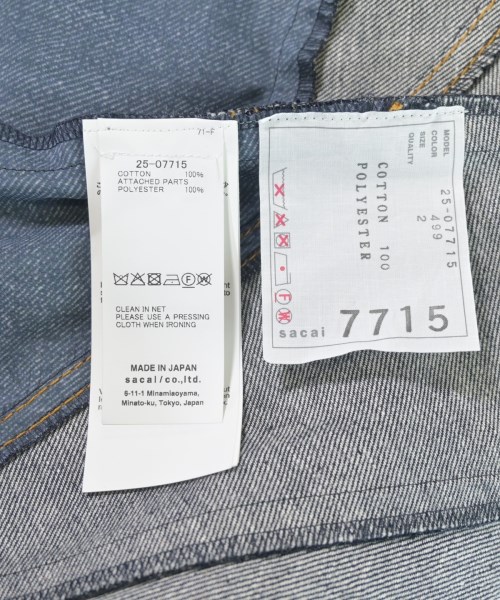 71-F
25-07715
COTTON 100%
ATTACHED PARTS
POLYESTER 100%
CLEAN IN NET
PLEASE USE A PRESSING
CLOTH WHEN IRONING
MADE IN JAPAN
sacai/co.,ltd.
6-11-1 Minamiaoyama,
Minato-ku, Tokyo, Japan
MODEL 25-07715
COLOR 499
SIZE 2
QUALITY
COTTON 100
POLYESTER
sacai 7715